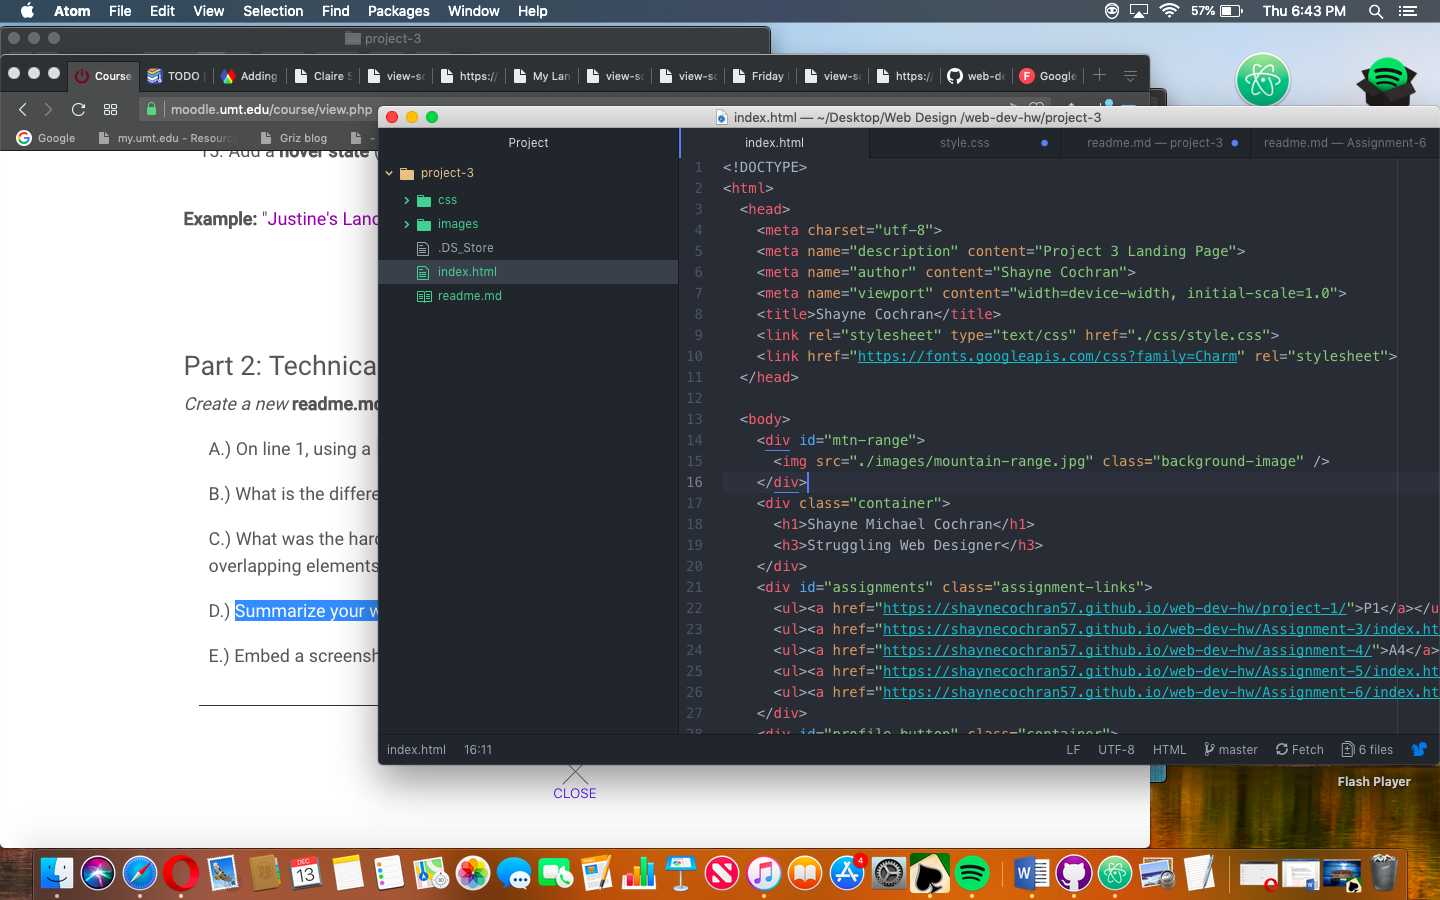 Atom File Edit View Selection Find Packages Window Help 57% Thu 6:43 PM
project-3
Course TODO Adding Claire S view-sc https:/ My Lan view-sc view-sc Friday view-sc https:/ web-de Google
moodle.umt.edu/course/view.php
Google my.umt.edu - Resourc Griz blog -
index.html — ~/Desktop/Web Design /web-dev-hw/project-3
15. Add a hover state (
Example: "Justine's Land
Part 2: Technica
Create a new readme.md
A.) On line 1, using a
B.) What is the differe
C.) What was the hard
overlapping elements
D.) Summarize your w
E.) Embed a screensh
CLOSE
Project
project-3
css
images
.DS_Store
index.html
readme.md
index.html style.css readme.md — project-3 readme.md — Assignment-6
1 <!DOCTYPE>
2 <html>
3 <head>
4 <meta charset="utf-8">
5 <meta name="description" content="Project 3 Landing Page">
6 <meta name="author" content="Shayne Cochran">
7 <meta name="viewport" content="width=device-width, initial-scale=1.0">
8 <title>Shayne Cochran</title>
9 <link rel="stylesheet" type="text/css" href="./css/style.css">
10 <link href="https://fonts.googleapis.com/css?family=Charm" rel="stylesheet">
11 </head>
12
13 <body>
14 <div id="mtn-range">
15 <img src="./images/mountain-range.jpg" class="background-image" />
16 </div>
17 <div class="container">
18 <h1>Shayne Michael Cochran</h1>
19 <h3>Struggling Web Designer</h3>
20 </div>
21 <div id="assignments" class="assignment-links">
22 <ul><a href="https://shaynecochran57.github.io/web-dev-hw/project-1/">P1</a></u
23 <ul><a href="https://shaynecochran57.github.io/web-dev-hw/Assignment-3/index.ht
24 <ul><a href="https://shaynecochran57.github.io/web-dev-hw/assignment-4/">A4</a>
25 <ul><a href="https://shaynecochran57.github.io/web-dev-hw/Assignment-5/index.ht
26 <ul><a href="https://shaynecochran57.github.io/web-dev-hw/Assignment-6/index.ht
27 </div>
28 <div id="profile-button" class="container">
index.html 16:11 LF UTF-8 HTML master Fetch 6 files
Flash Player
DEC
13
4